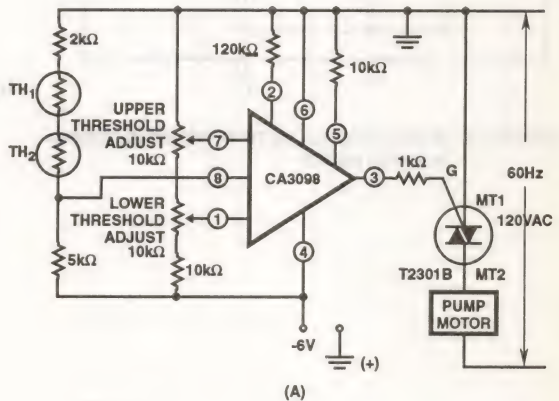 2kΩ
TH1
TH2
5kΩ
UPPER
THRESHOLD
ADJUST
10kΩ
LOWER
THRESHOLD
ADJUST
10kΩ
10kΩ
120kΩ
10kΩ
2
6
5
7
8
1
CA3098
3
4
1kΩ
G
MT1
120VAC
60Hz
T2301B
MT2
PUMP
MOTOR
-6V
(+)
(A)